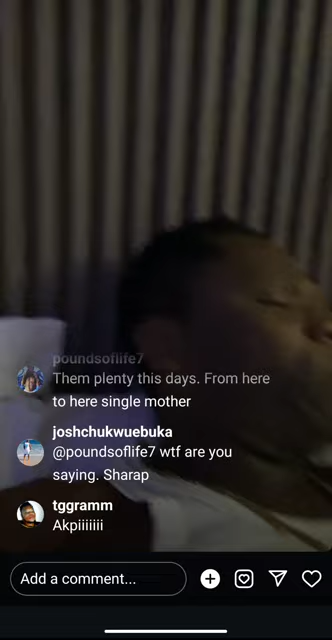 poundsoflife7
Them plenty this days. From here
to here single mother
joshchukwuebuka
@poundsoflife7 wtf are you
saying. Sharap
tggramm
Akpiiiiiii
Add a comment...